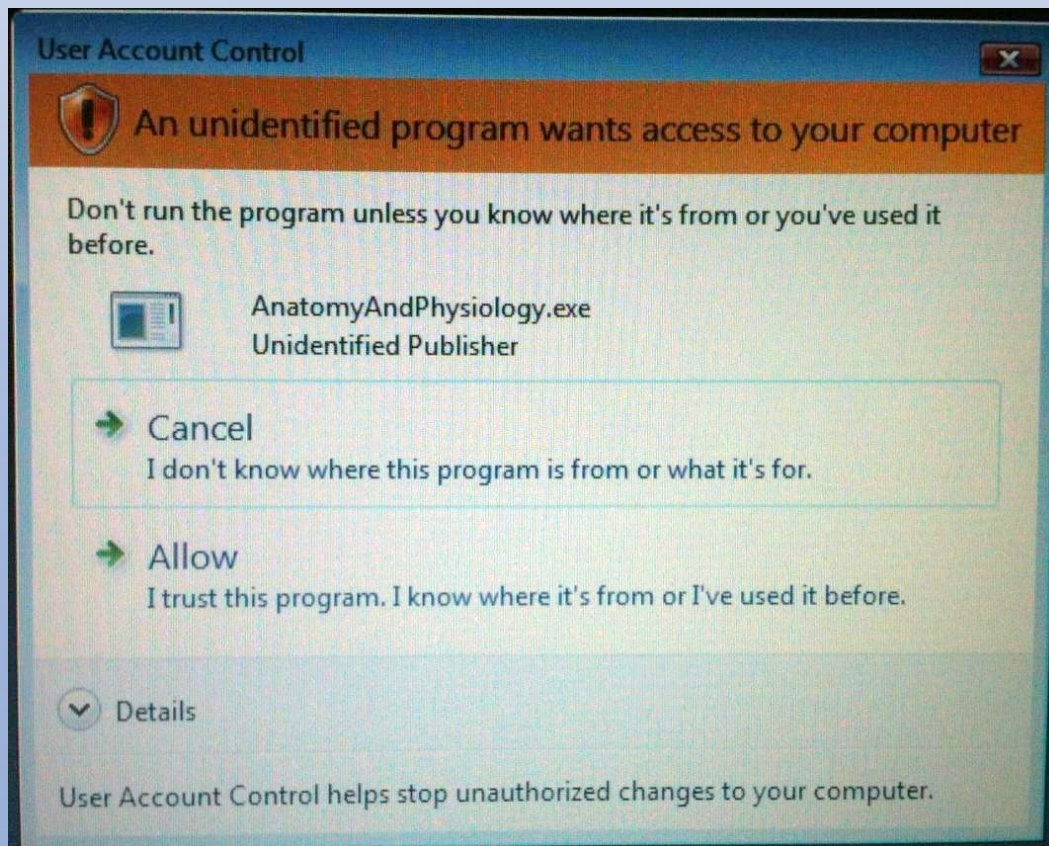 User Account Control
An unidentified program wants access to your computer
Don't run the program unless you know where it's from or you've used it
before.
AnatomyAndPhysiology.exe
Unidentified Publisher
Cancel
I don't know where this program is from or what it's for.
Allow
I trust this program. I know where it's from or I've used it before.
Details
User Account Control helps stop unauthorized changes to your computer.